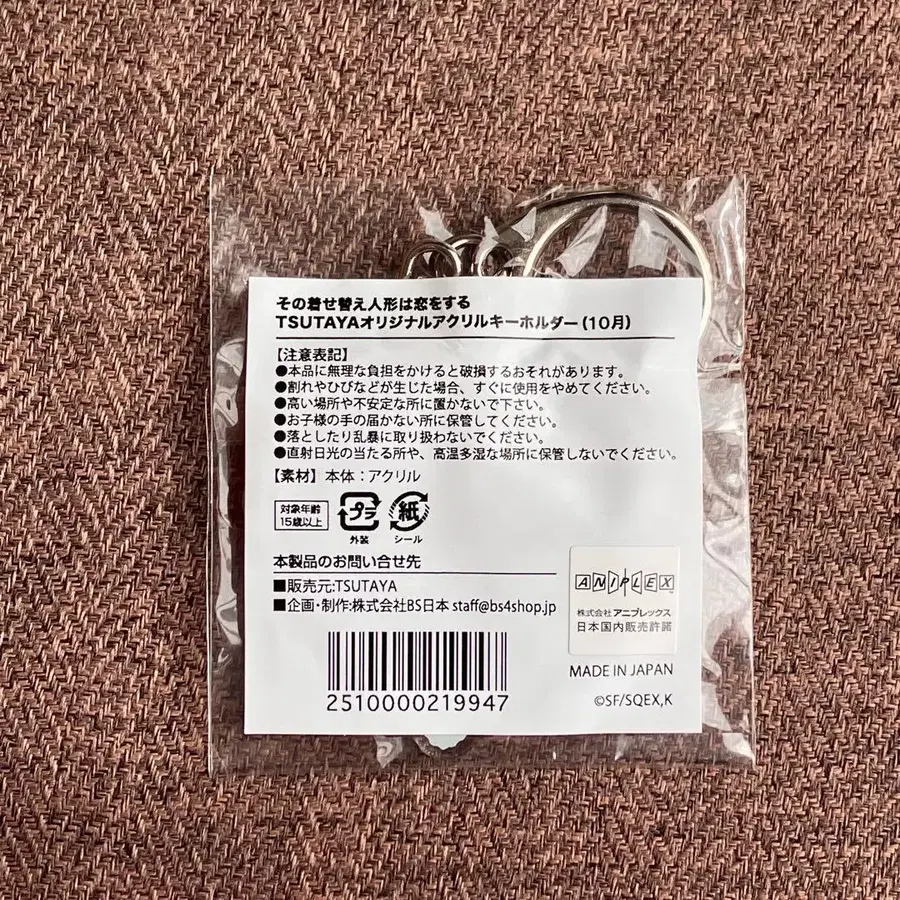 その着せ替え人形は恋をする
TSUTAYAオリジナルアクリルキーホルダー(10月)
【注意表記】
●本品に無理な負担をかけると破損するおそれがあります。
●割れやひびなどが生じた場合、すぐに使用をやめてください。
●高い場所や不安定な所に置かないで下さい。
●お子様の手の届かない所に保管してください。
●落としたり乱暴に取り扱わないでください。
●直射日光の当たる所や、高温多湿な場所に保管しないでください。
【素材】本体:アクリル
対象年齢
15歳以上
プラ
外装
紙
シール
本製品のお問い合せ先
■販売元:TSUTAYA
■企画・制作:株式会社BS日本 staff@bs4shop.jp
2510000219947
ANIPLEX™
株式会社 アニプレックス
日本国内販売許諾
MADE IN JAPAN
©SF/SQEX,K